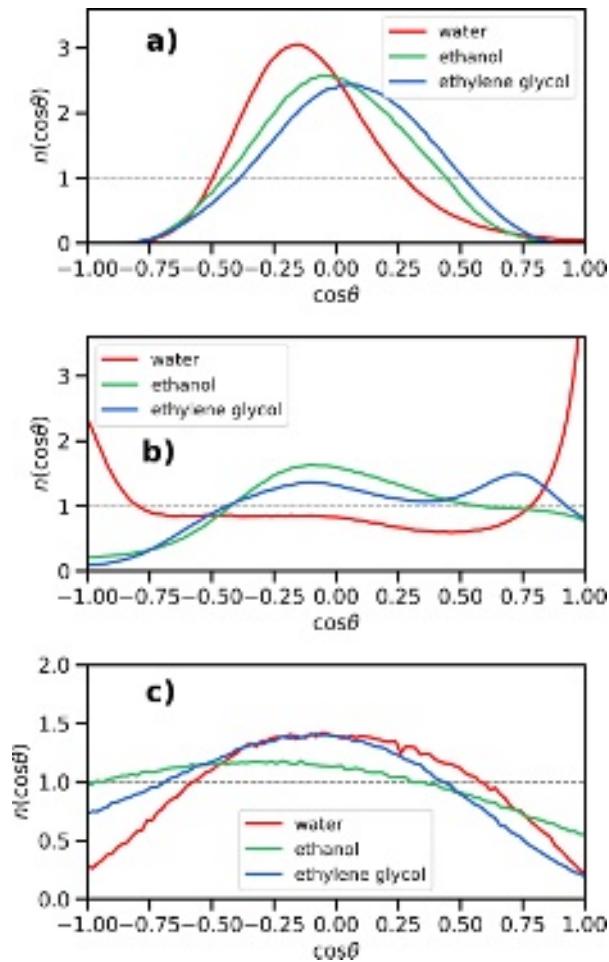 a)
water
ethanol
ethylene glycol
n(cosθ)
3
2
1
0
−1.00 −0.75 −0.50 −0.25 0.00 0.25 0.50 0.75 1.00
cosθ
water
ethanol
ethylene glycol
b)
n(cosθ)
3
2
1
0
−1.00 −0.75 −0.50 −0.25 0.00 0.25 0.50 0.75 1.00
cosθ
c)
n(cosθ)
2.0
1.5
1.0
0.5
0.0
water
ethanol
ethylene glycol
−1.00 −0.75 −0.50 −0.25 0.00 0.25 0.50 0.75 1.00
cosθ